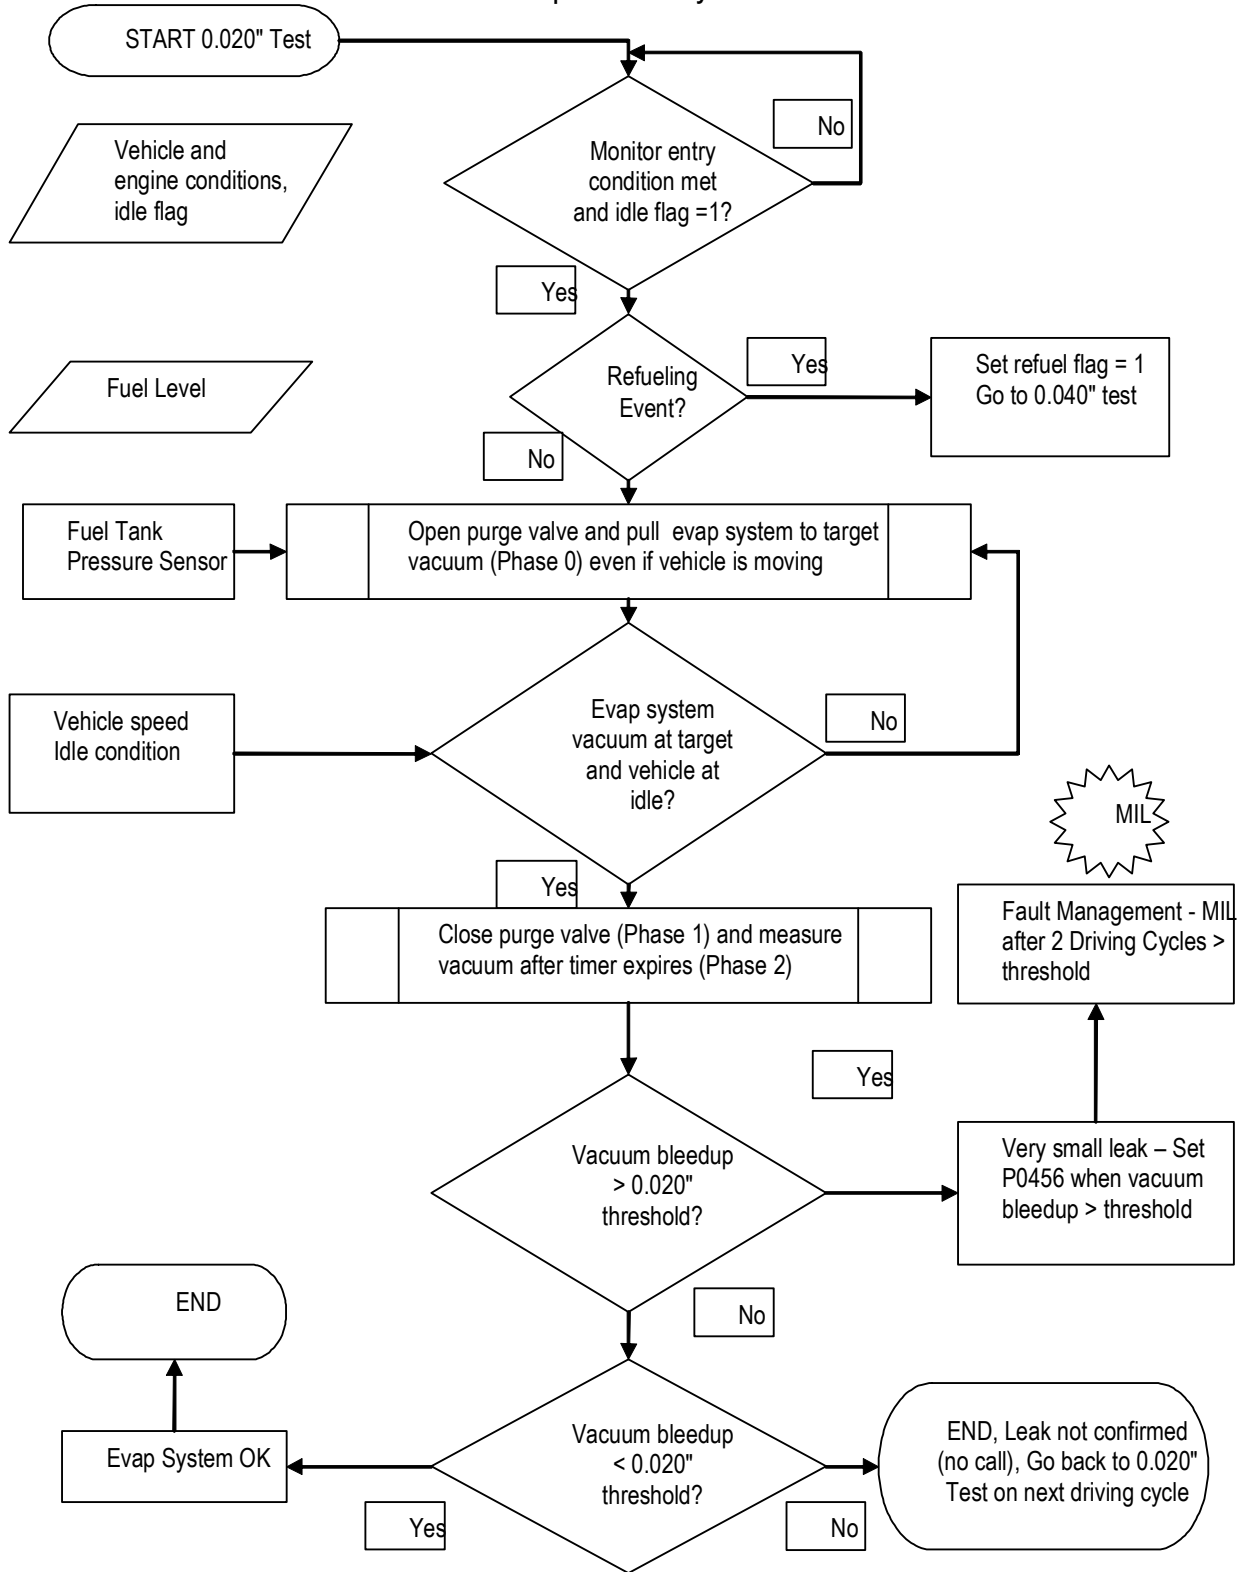 START 0.020" Test
No
Vehicle and
engine conditions,
idle flag
Monitor entry
condition met
and idle flag =1?
Yes
Refueling
Event?
Yes
Set refuel flag = 1
Go to 0.040" test
Fuel Level
No
Fuel Tank
Pressure Sensor
Open purge valve and pull evap system to target
vacuum (Phase 0) even if vehicle is moving
Vehicle speed
Idle condition
Evap system
vacuum at target
and vehicle at
idle?
No
MIL
Yes
Close purge valve (Phase 1) and measure
vacuum after timer expires (Phase 2)
Fault Management - MIL
after 2 Driving Cycles >
threshold
Yes
Vacuum bleedup
> 0.020"
threshold?
Very small leak – Set
P0456 when vacuum
bleedup > threshold
END
No
Evap System OK
Vacuum bleedup
< 0.020"
threshold?
END, Leak not confirmed
(no call), Go back to 0.020"
Test on next driving cycle
Yes
No